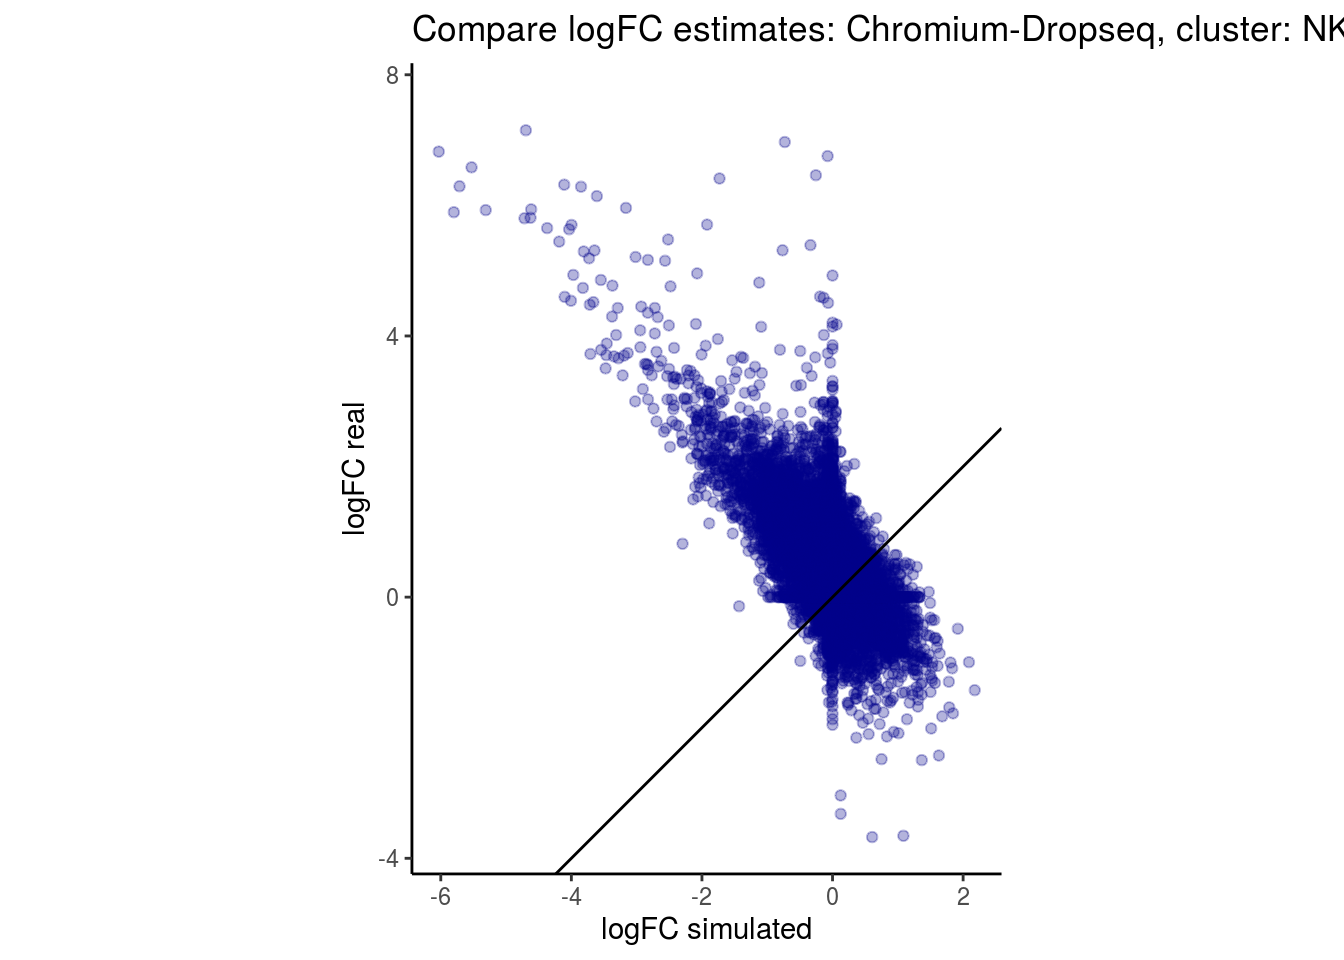 Compare logFC estimates: Chromium-Dropseq, cluster: NK
8
4
0
-4
logFC real
-6 -4 -2 0 2
logFC simulated